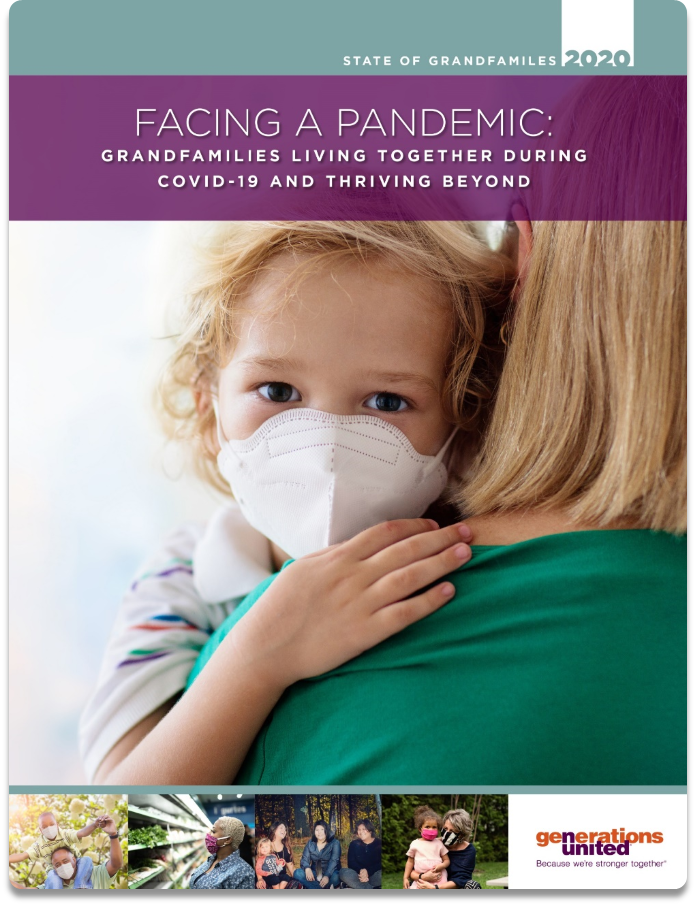 STATE OF GRANDFAMILES 2020
FACING A PANDEMIC:
GRANDFAMILIES LIVING TOGETHER DURING
COVID-19 AND THRIVING BEYOND
generations
united
Because we're stronger together®